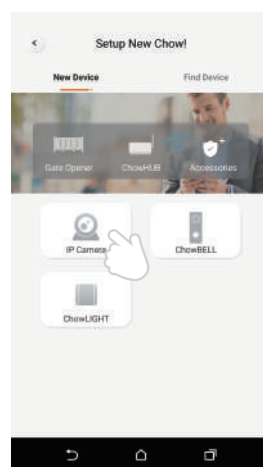 Setup New Chow!
New Device
Find Device
Gate Opener
ChowHUB
Accessories
IP Camera
ChowBELL
ChowLIGHT